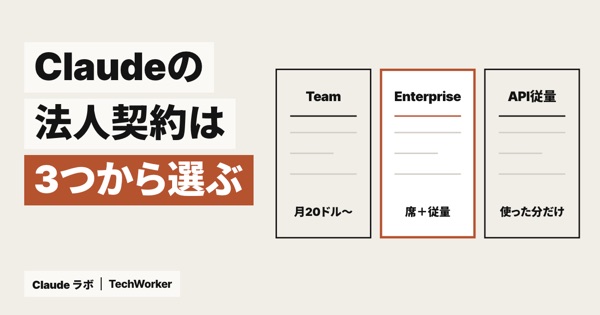 Claudeの
法人契約は
3つから選ぶ
Team
月20ドル〜
Enterprise
席＋従量
API従量
使った分だけ
Claude ラボ | TechWorker